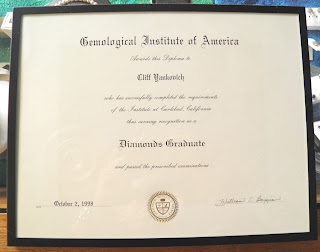 Gemological Institute of America
Awards this Diploma to
Cliff Yankovich
who has successfully completed the requirements
of the Institute at Carlsbad, California
thus earning recognition as a
Diamonds Graduate
and passed the prescribed examinations
October 2, 1998
William C.